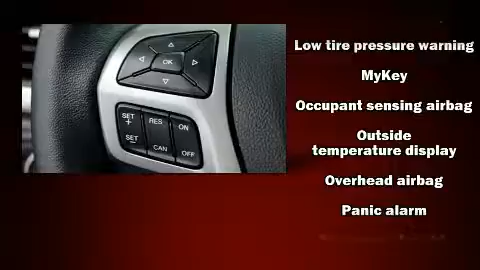 OK
SET
+
RES
ON
SET
-
CAN
OFF
Low tire pressure warning
MyKey
Occupant sensing airbag
Outside
temperature display
Overhead airbag
Panic alarm